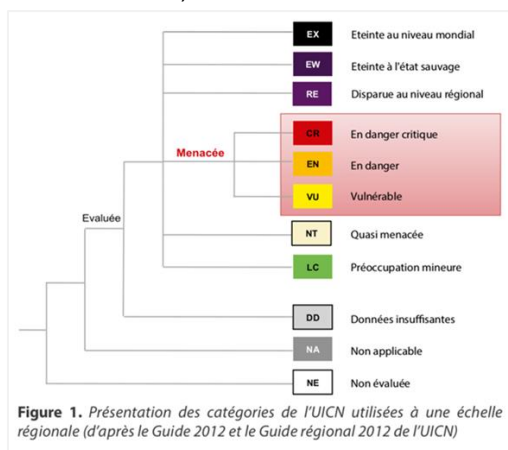 EX Eteinte au niveau mondial
EW Eteinte à l'état sauvage
RE Disparue au niveau régional
CR En danger critique
Menacée
EN En danger
VU Vulnérable
Evaluée
NT Quasi menacée
LC Préoccupation mineure
DD Données insuffisantes
NA Non applicable
NE Non évaluée
Figure 1. Présentation des catégories de l'UICN utilisées à une échelle
régionale (d'après le Guide 2012 et le Guide régional 2012 de l'UICN)